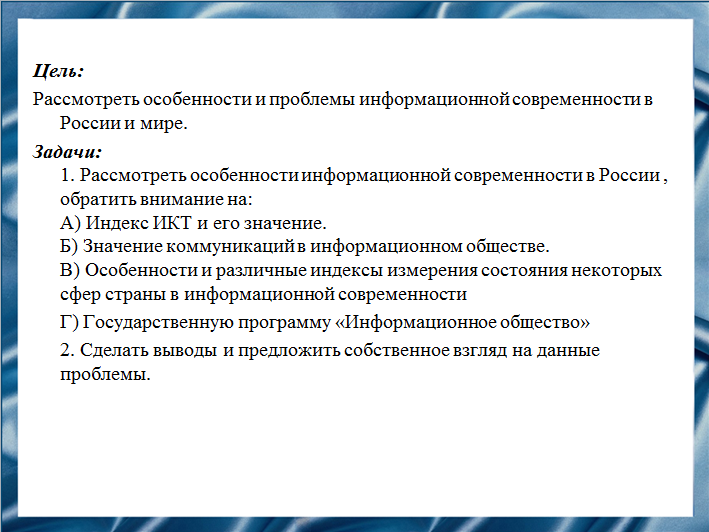 Цель:
Рассмотреть особенности и проблемы информационной современности в
России и мире.
Задачи:
1. Рассмотреть особенности информационной современности в России ,
обратить внимание на:
А) Индекс ИКТ и его значение.
Б) Значение коммуникаций в информационном обществе.
В) Особенности и различные индексы измерения состояния некоторых
сфер страны в информационной современности
Г) Государственную программу «Информационное общество»
2. Сделать выводы и предложить собственное взгляд на данные
проблемы.